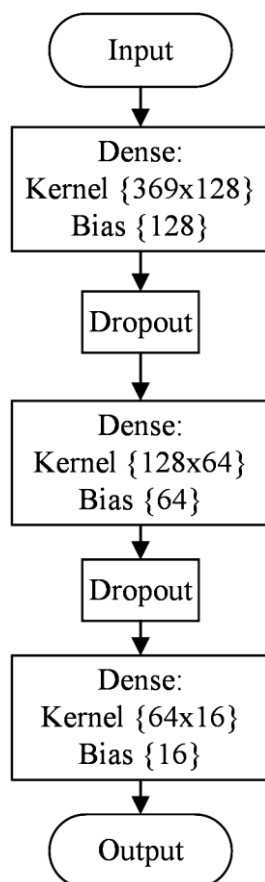 Input
Dense:
Kernel {369x128}
Bias {128}
Dropout
Dense:
Kernel {128x64}
Bias {64}
Dropout
Dense:
Kernel {64x16}
Bias {16}
Output